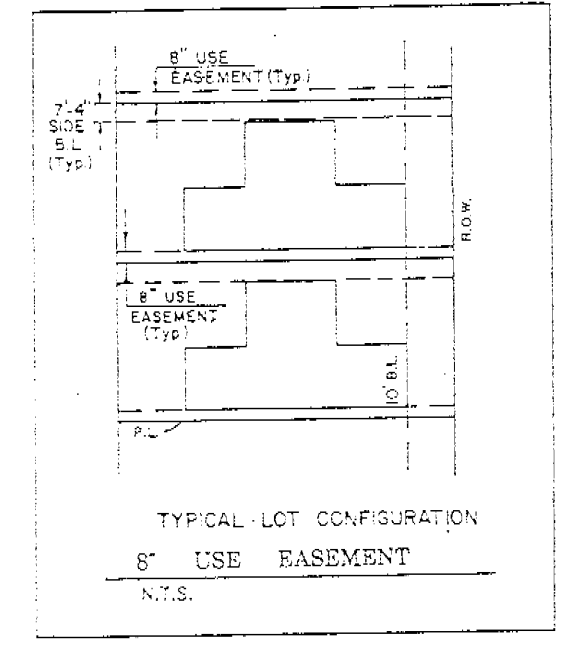 8" USE
EASEMENT (Typ.)
7'-4"
SIDE
B.L.
(Typ.)
R.O.W.
8" USE
EASEMENT
(Typ)
10' B.L.
P.L.
TYPICAL LOT CONFIGURATION
8" USE EASEMENT
N.T.S.